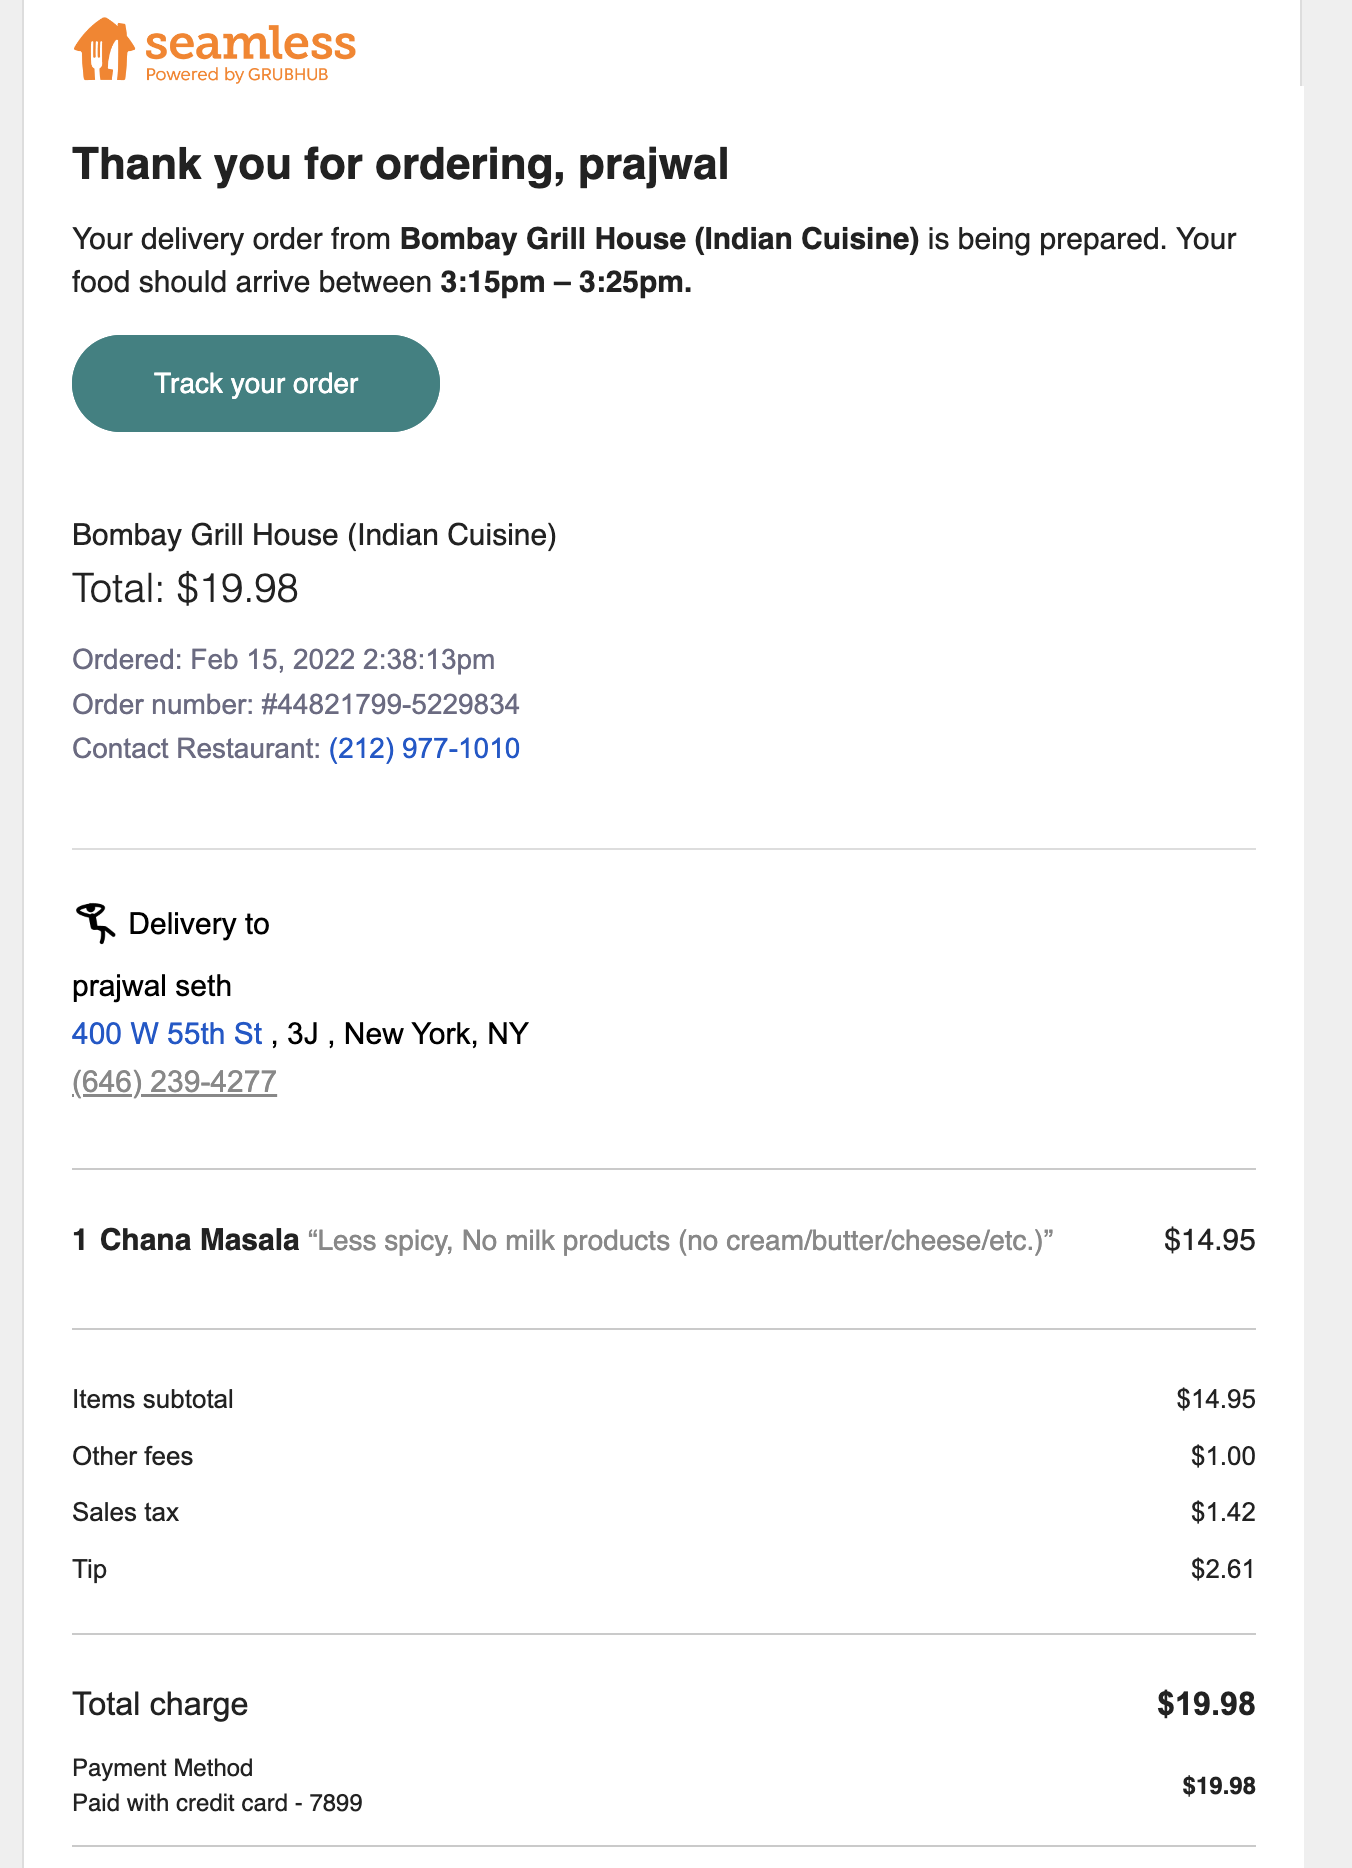 seamless
Powered by GRUBHUB
Thank you for ordering, prajwal
Your delivery order from Bombay Grill House (Indian Cuisine) is being prepared. Your
food should arrive between 3:15pm – 3:25pm.
Track your order
Bombay Grill House (Indian Cuisine)
Total: $19.98
Ordered: Feb 15, 2022 2:38:13pm
Order number: #44821799-5229834
Contact Restaurant: (212) 977-1010
Delivery to
prajwal seth
400 W 55th St , 3J , New York, NY
(646) 239-4277
1 Chana Masala “Less spicy, No milk products (no cream/butter/cheese/etc.)” $14.95
Items subtotal $14.95
Other fees $1.00
Sales tax $1.42
Tip $2.61
Total charge $19.98
Payment Method
Paid with credit card - 7899 $19.98